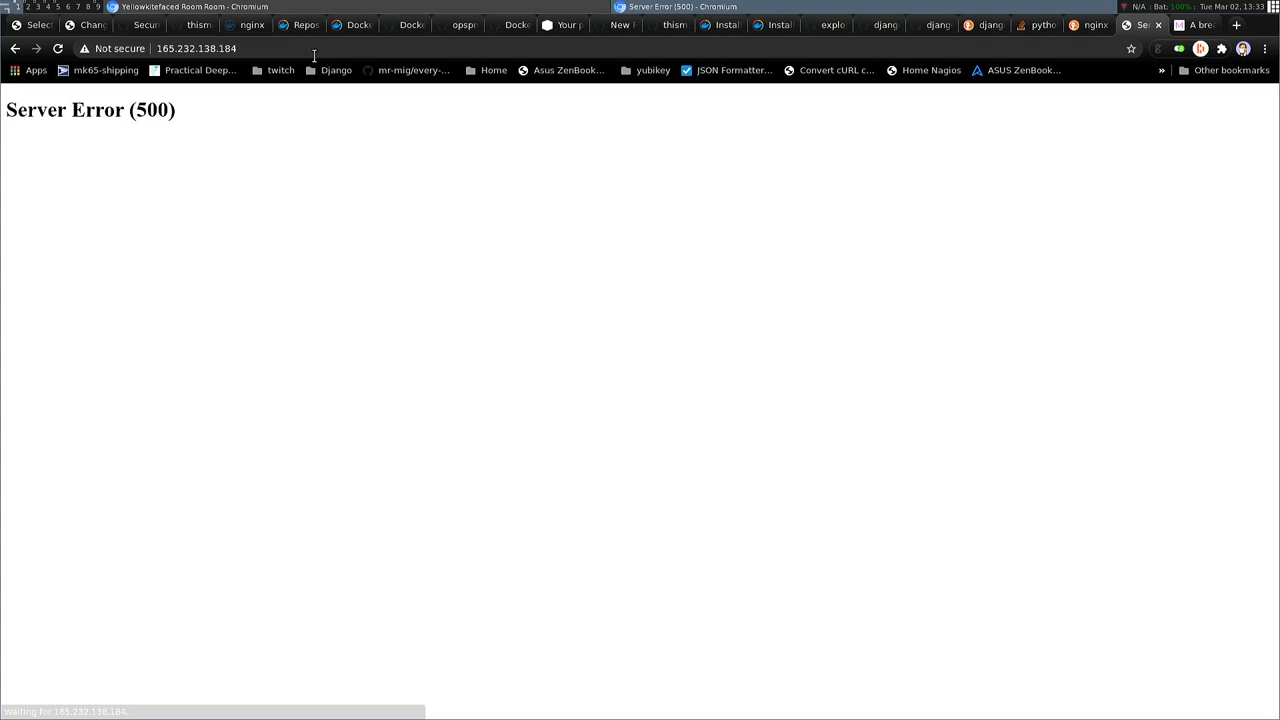 1 2 3 4 5 6 7 8 9 Yellowkitefaced Room Room - Chromium Server Error (500) - Chromium N/A Bat: 100% Tue Mar 02, 13:33
Select Chang Secur thism nginx Repos Docke Docke opspr Docke Your p New I thism Instal Instal explo djang djang djang pytho nginx Ser A bre
Not secure 165.232.138.184
Apps mk65-shipping Practical Deep... twitch Django mr-mig/every-... Home Asus ZenBook... yubikey JSON Formatter... Convert cURL c... Home Nagios ASUS ZenBook... » Other bookmarks
Server Error (500)
Waiting for 165.232.138.184...